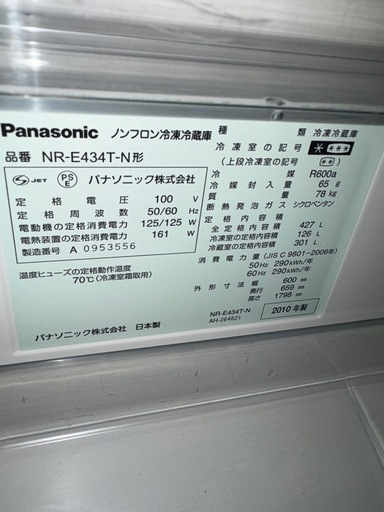 Panasonic ノンフロン冷凍冷蔵庫
品番 NR-E434T-N形
S JET PSE パナソニック株式会社
定格電圧 100 V
定格周波数 50/60 Hz
電動機の定格消費電力 125/125 W
電熱装置の定格消費電力 161 W
製造番号 A 0953556
温度ヒューズの定格動作温度
70℃(冷凍室霜取用)
パナソニック株式会社 日本製
種類 冷凍冷蔵庫
冷凍室の記号
(上段冷凍室の記号)
冷媒 R600a
冷媒封入量 65 g
質量 78 kg
断熱発泡ガス シクロペンタン
定格内容積 427 L
冷凍室の定格内容積 126 L
冷蔵室の定格内容積 301 L
消費電力量 (JIS C 9801-2006年)
50 Hz 290kWh/年
60 Hz 290kWh/年
外形寸法 幅 600 mm
奥行 659 mm
高さ 1798 mm
NR-E434T-N
AH-264621
2010年製